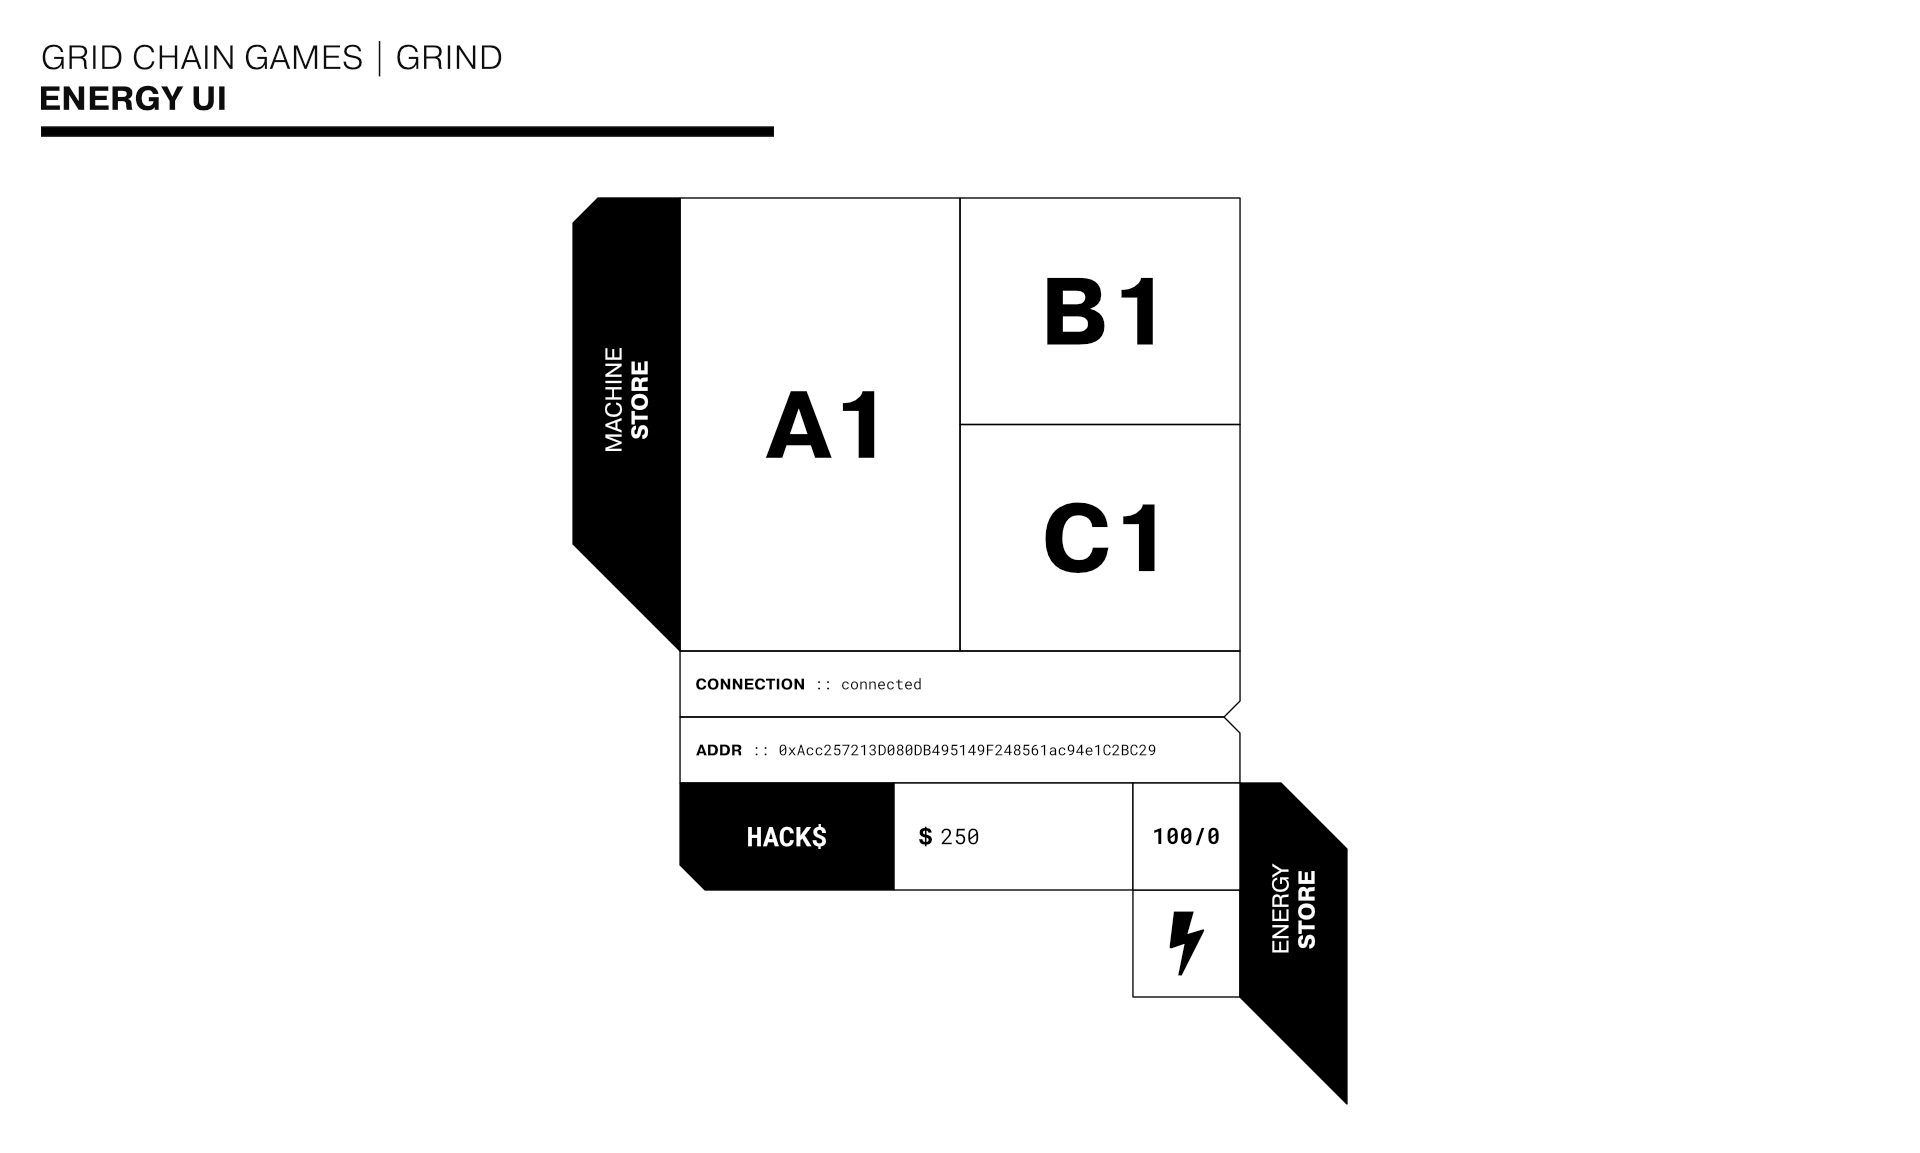 GRID CHAIN GAMES | GRIND
ENERGY UI
MACHINE
STORE
A1
B1
C1
CONNECTION :: connected
ADDR :: 0xAcc257213D080DB495149F248561ac94e1C2BC29
HACK$
$ 250
100/0
ENERGY
STORE